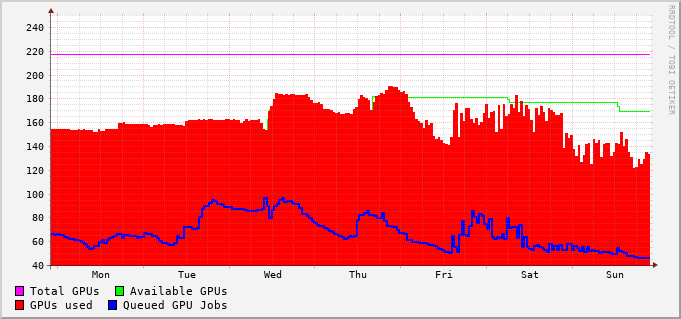 RRDTOOL / TOBI OETIKER
240
220
200
180
160
140
120
100
80
60
40
Mon Tue Wed Thu Fri Sat Sun
Total GPUs Available GPUs
GPUs used Queued GPU Jobs